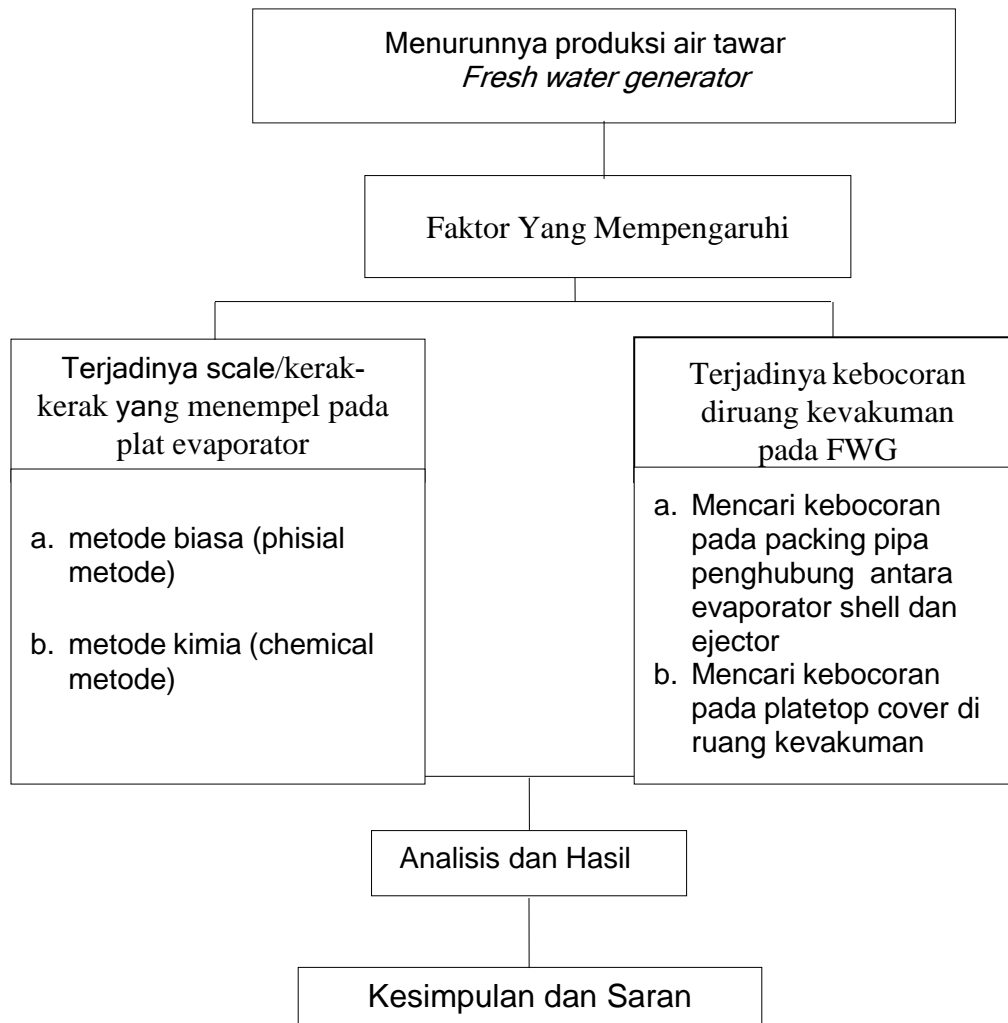 Menurunnya produksi air tawar
Fresh water generator
Faktor Yang Mempengaruhi
Terjadinya scale/kerak-
kerak yang menempel pada
plat evaporator
a. metode biasa (phisial
metode)
b. metode kimia (chemical
metode)
Terjadinya kebocoran
diruang kevakuman
pada FWG
a. Mencari kebocoran
pada packing pipa
penghubung antara
evaporator shell dan
ejector
b. Mencari kebocoran
pada platetop cover di
ruang kevakuman
Analisis dan Hasil
Kesimpulan dan Saran